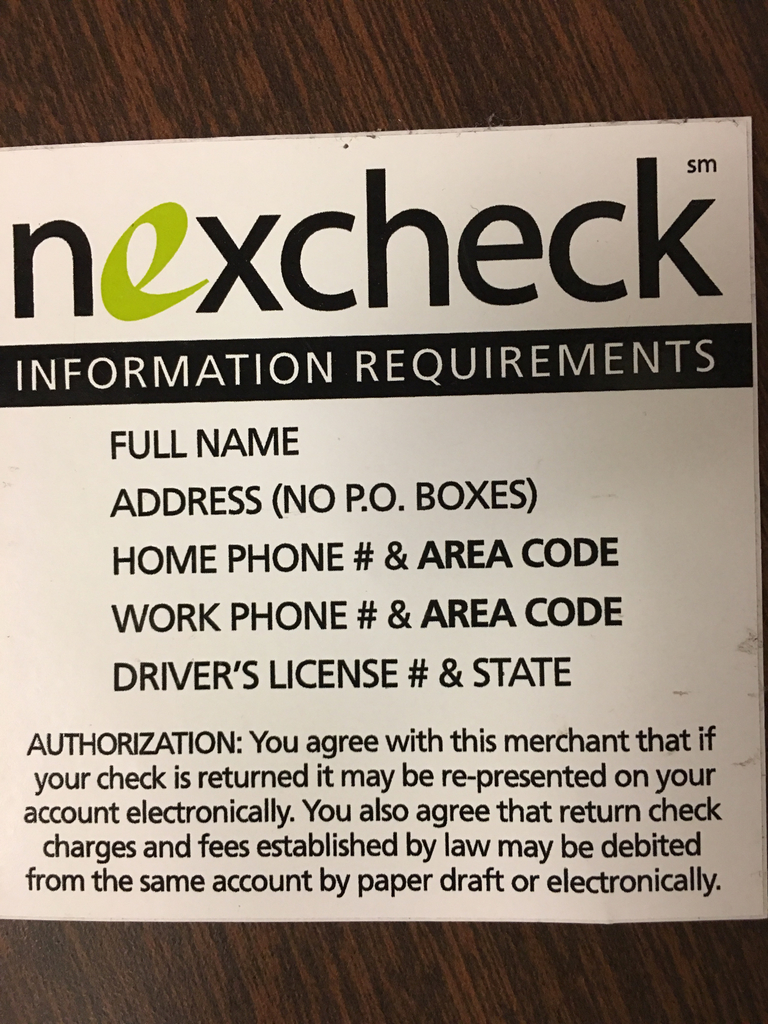 nexcheck sm
INFORMATION REQUIREMENTS
FULL NAME
ADDRESS (NO P.O. BOXES)
HOME PHONE # & AREA CODE
WORK PHONE # & AREA CODE
DRIVER'S LICENSE # & STATE
AUTHORIZATION: You agree with this merchant that if
your check is returned it may be re-presented on your
account electronically. You also agree that return check
charges and fees established by law may be debited
from the same account by paper draft or electronically.